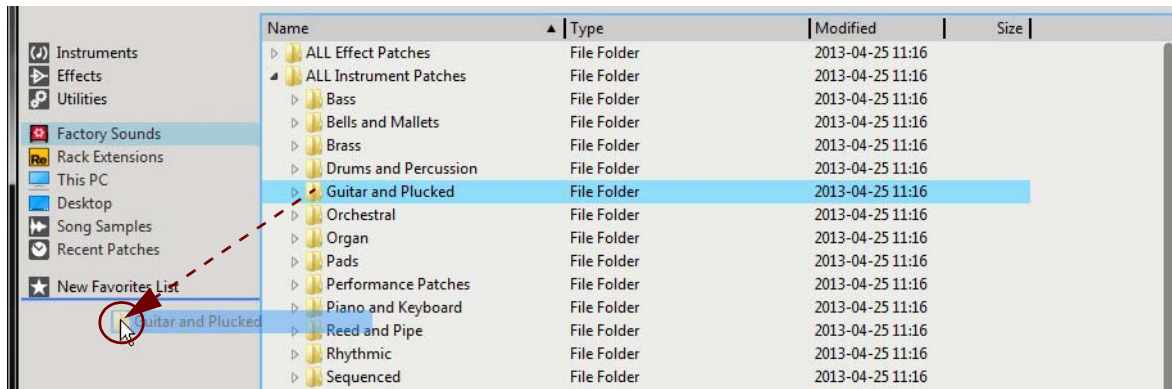 Name Type Modified Size
Instruments
Effects
Utilities
Factory Sounds
Re Rack Extensions
This PC
Desktop
Song Samples
Recent Patches
New Favorites List
Guitar and Plucked
ALL Effect Patches File Folder 2013-04-25 11:16
ALL Instrument Patches File Folder 2013-04-25 11:16
Bass File Folder 2013-04-25 11:16
Bells and Mallets File Folder 2013-04-25 11:16
Brass File Folder 2013-04-25 11:16
Drums and Percussion File Folder 2013-04-25 11:16
Guitar and Plucked File Folder 2013-04-25 11:16
Orchestral File Folder 2013-04-25 11:16
Organ File Folder 2013-04-25 11:16
Pads File Folder 2013-04-25 11:16
Performance Patches File Folder 2013-04-25 11:16
Piano and Keyboard File Folder 2013-04-25 11:16
Reed and Pipe File Folder 2013-04-25 11:16
Rhythmic File Folder 2013-04-25 11:16
Sequenced File Folder 2013-04-25 11:16